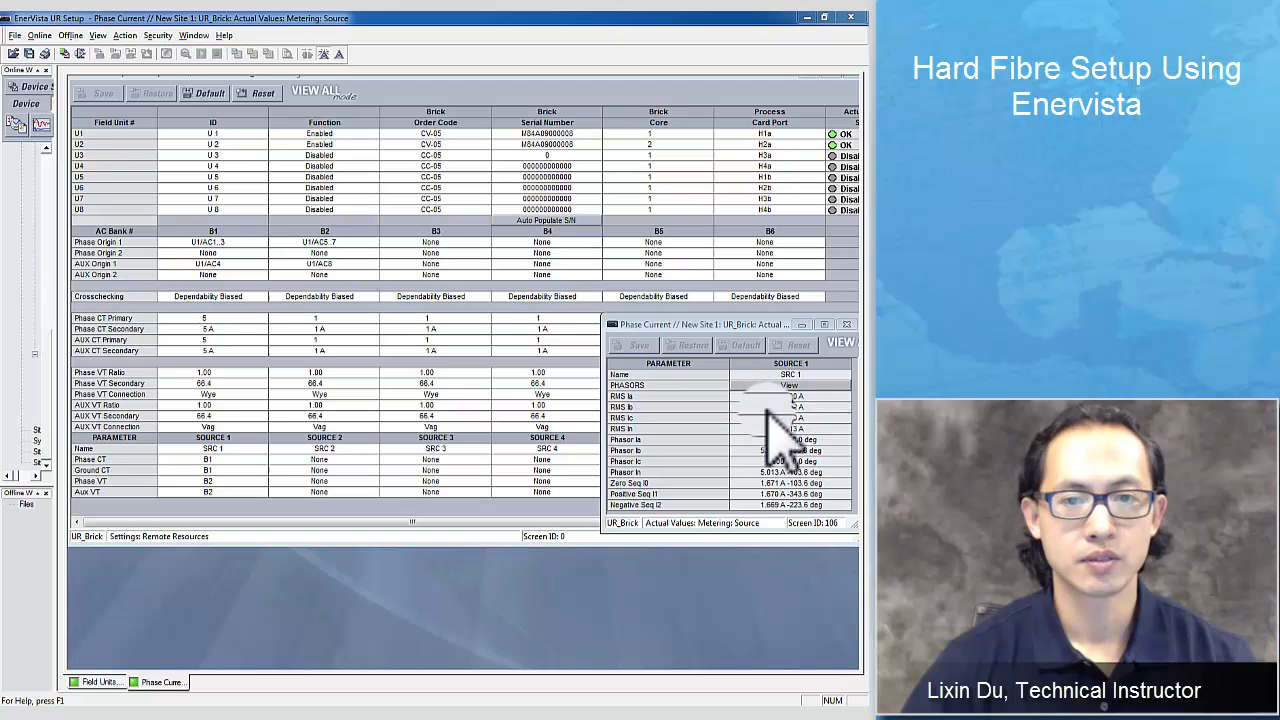 EnerVista UR Setup - Phase Current // New Site 1: UR_Brick: Actual Values: Metering: Source
File Online Offline View Action Security Window Help
Online W
Device
Device
Save Restore Default Reset VIEW ALL mode
Brick Brick Brick Process
Field Unit # ID Function Order Code Serial Number Core Card Port
U1 U 1 Enabled CV-05 M84A09000008 1 H1a OK
U2 U 2 Enabled CV-05 M84A09000008 2 H2a OK
U3 U 3 Disabled CC-05 0 1 H3a
U4 U 4 Disabled CC-05 000000000000 1 H4a
U5 U 5 Disabled CC-05 000000000000 1 H1b
U6 U 6 Disabled CC-05 000000000000 1 H2b
U7 U 7 Disabled CC-05 000000000000 1 H3b
U8 U 8 Disabled CC-05 000000000000 1 H4b
Auto Populate S/N
AC Bank # B1 B2 B3 B4 B5 B6
Phase Origin 1 U1/AC1..3 U1/AC5..7 None None None None
Phase Origin 2 None None None None None None
AUX Origin 1 U1/AC4 U1/AC8 None None None None
AUX Origin 2 None None None None None None
Crosschecking Dependability Biased Dependability Biased Dependability Biased Dependability Biased Dependability Biased Dependability Biased
Phase CT Primary 5 1 1 1
Phase CT Secondary 5 A 1 A 1 A 1 A
AUX CT Primary 5 1 1 1
AUX CT Secondary 5 A 1 A 1 A 1 A
Phase VT Ratio 1.00 1.00 1.00 1.00
Phase VT Secondary 66.4 66.4 66.4 66.4
Phase VT Connection Wye Wye Wye Wye
Aux VT Ratio 1.00 1.00 1.00 1.00
Aux VT Secondary 66.4 66.4 66.4 66.4
Aux VT Connection Vag Vag Vag Vag
PARAMETER SOURCE 1 SOURCE 2 SOURCE 3 SOURCE 4
Name SRC 1 SRC 2 SRC 3 SRC 4
Phase CT B1 None None None
Ground CT B1 None None None
Phase VT B2 None None None
Aux VT B2 None None None
UR_Brick Settings: Remote Resources Screen ID: 0
Phase Current // New Site 1: UR_Brick: Actual ...
Save Restore Default Reset VIEW
PARAMETER SOURCE 1
Name SRC 1
PHASORS View
RMS Ia
RMS Ib
RMS Ic
RMS In
Phasor Ia
Phasor Ib
Phasor Ic
Phasor In 5.013 A -103.6 deg
Zero Seq I0 1.671 A -103.6 deg
Positive Seq I1 1.670 A -343.6 deg
Negative Seq I2 1.669 A -223.6 deg
UR_Brick Actual Values: Metering: Source Screen ID: 106
Offline W
Files
Field Units... Phase Curre...
For Help, press F1 NUM
Hard Fibre Setup Using
Enervista
Lixin Du, Technical Instructor